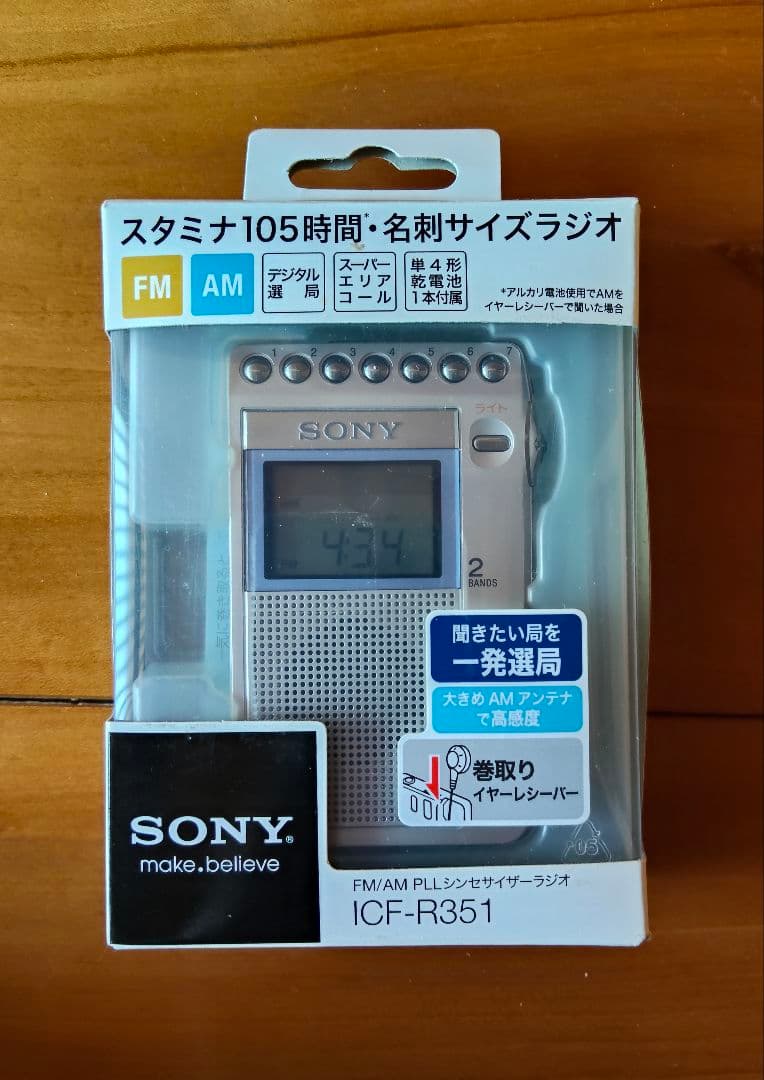 スタミナ105時間*・名刺サイズラジオ
FM
AM
デジタル
選局
スーパー
エリア
コール
単4形
乾電池
1本付属
*アルカリ電池使用でAMを
イヤーレシーバーで聞いた場合
1 2 3 4 5 6 7
ライト
SONY
4:34
2
BANDS
聞きたい局を
一発選局
大きめ AM アンテナ
で高感度
巻取り
イヤーレシーバー
05
SONY®
make.believe
FM/AM PLLシンセサイザーラジオ
ICF-R351